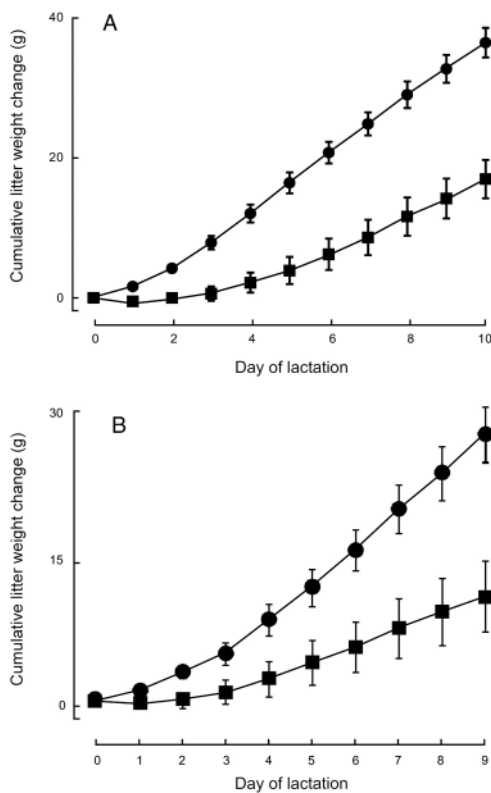 A
Cumulative litter weight change (g)
40
20
0
0 2 4 6 8 10
Day of lactation
B
Cumulative litter weight change (g)
30
15
0
0 1 2 3 4 5 6 7 8 9
Day of lactation